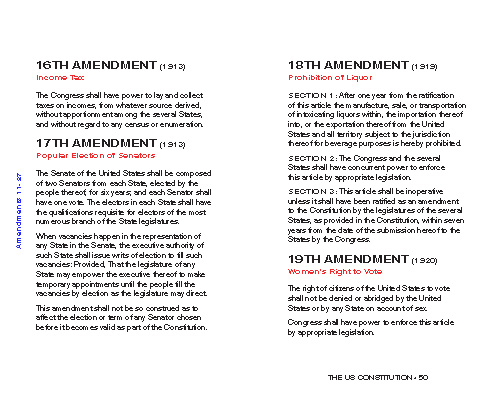 16TH AMENDMENT (1913)
Income Tax
The Congress shall have power to lay and collect
taxes on incomes, from whatever source derived,
without apportionment among the several States,
and without regard to any census or enumeration.
17TH AMENDMENT (1913)
Popular Election of Senators
The Senate of the United States shall be composed
of two Senators from each State, elected by the
people thereof, for six years; and each Senator shall
have one vote. The electors in each State shall have
the qualifications requisite for electors of the most
numerous branch of the State legislatures.
When vacancies happen in the representation of
any State in the Senate, the executive authority of
such State shall issue writs of election to fill such
vacancies: Provided, That the legislature of any
State may empower the executive thereof to make
temporary appointments until the people fill the
vacancies by election as the legislature may direct.
This amendment shall not be so construed as to
affect the election or term of any Senator chosen
before it becomes valid as part of the Constitution.
Amendments 11-27
18TH AMENDMENT (1919)
Prohibition of Liquor
SECTION 1: After one year from the ratification
of this article the manufacture, sale, or transportation
of intoxicating liquors within, the importation thereof
into, or the exportation thereof from the United
States and all territory subject to the jurisdiction
thereof for beverage purposes is hereby prohibited.
SECTION 2: The Congress and the several
States shall have concurrent power to enforce
this article by appropriate legislation.
SECTION 3: This article shall be inoperative
unless it shall have been ratified as an amendment
to the Constitution by the legislatures of the several
States, as provided in the Constitution, within seven
years from the date of the submission hereof to the
States by the Congress.
19TH AMENDMENT (1920)
Women's Right to Vote
The right of citizens of the United States to vote
shall not be denied or abridged by the United
States or by any State on account of sex.
Congress shall have power to enforce this article
by appropriate legislation.
THE US CONSTITUTION • 50